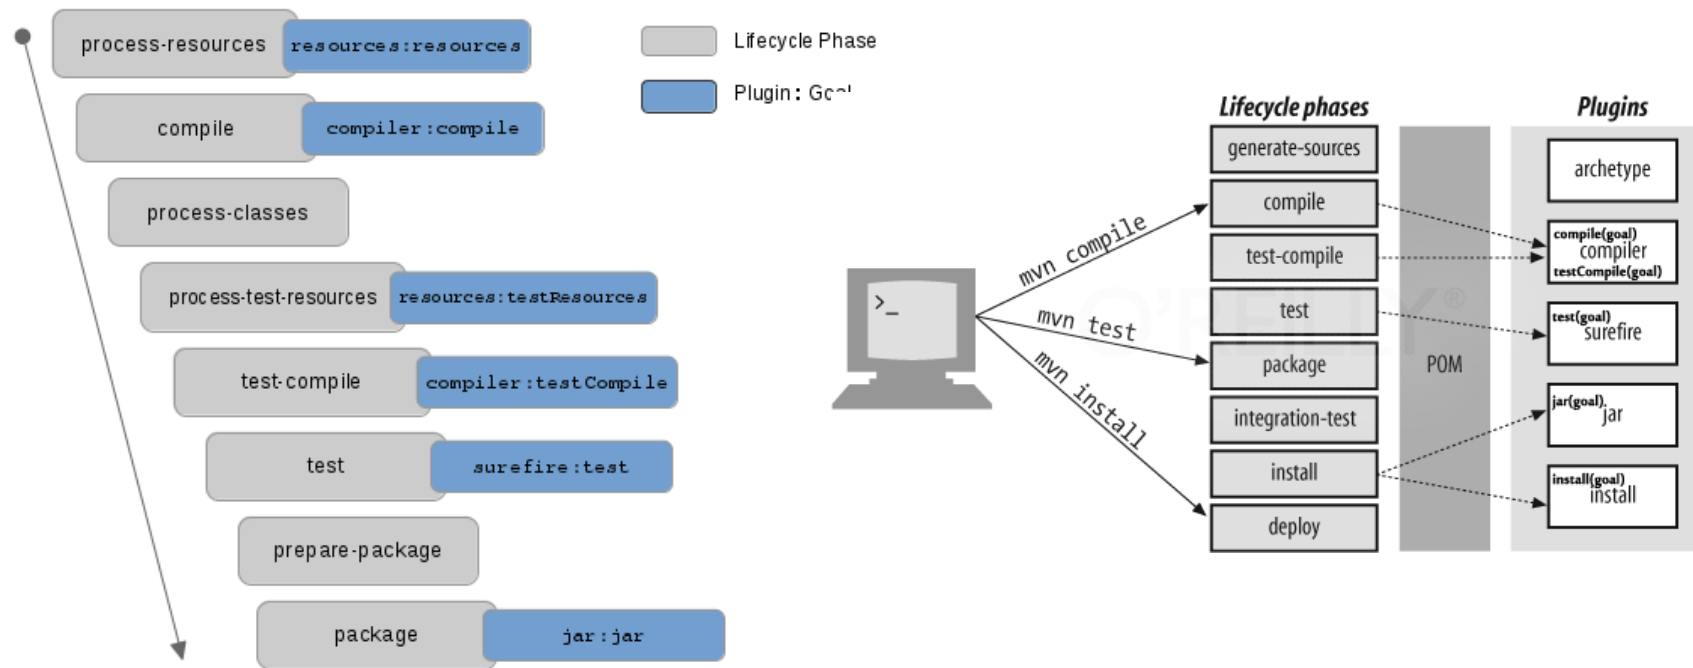 process-resources
resources:resources
compile
compiler:compile
process-classes
process-test-resources
resources:testResources
test-compile
compiler:testCompile
test
surefire:test
prepare-package
package
jar:jar
Lifecycle Phase
Plugin:
mvn compile
mvn test
mvn install
Lifecycle phases
generate-sources
compile
test-compile
test
package
integration-test
install
deploy
O'REILLY®
POM
Plugins
archetype
compile(goal)
compiler
testCompile(goal)
test(goal)
surefire
jar(goal)
jar
install(goal)
install